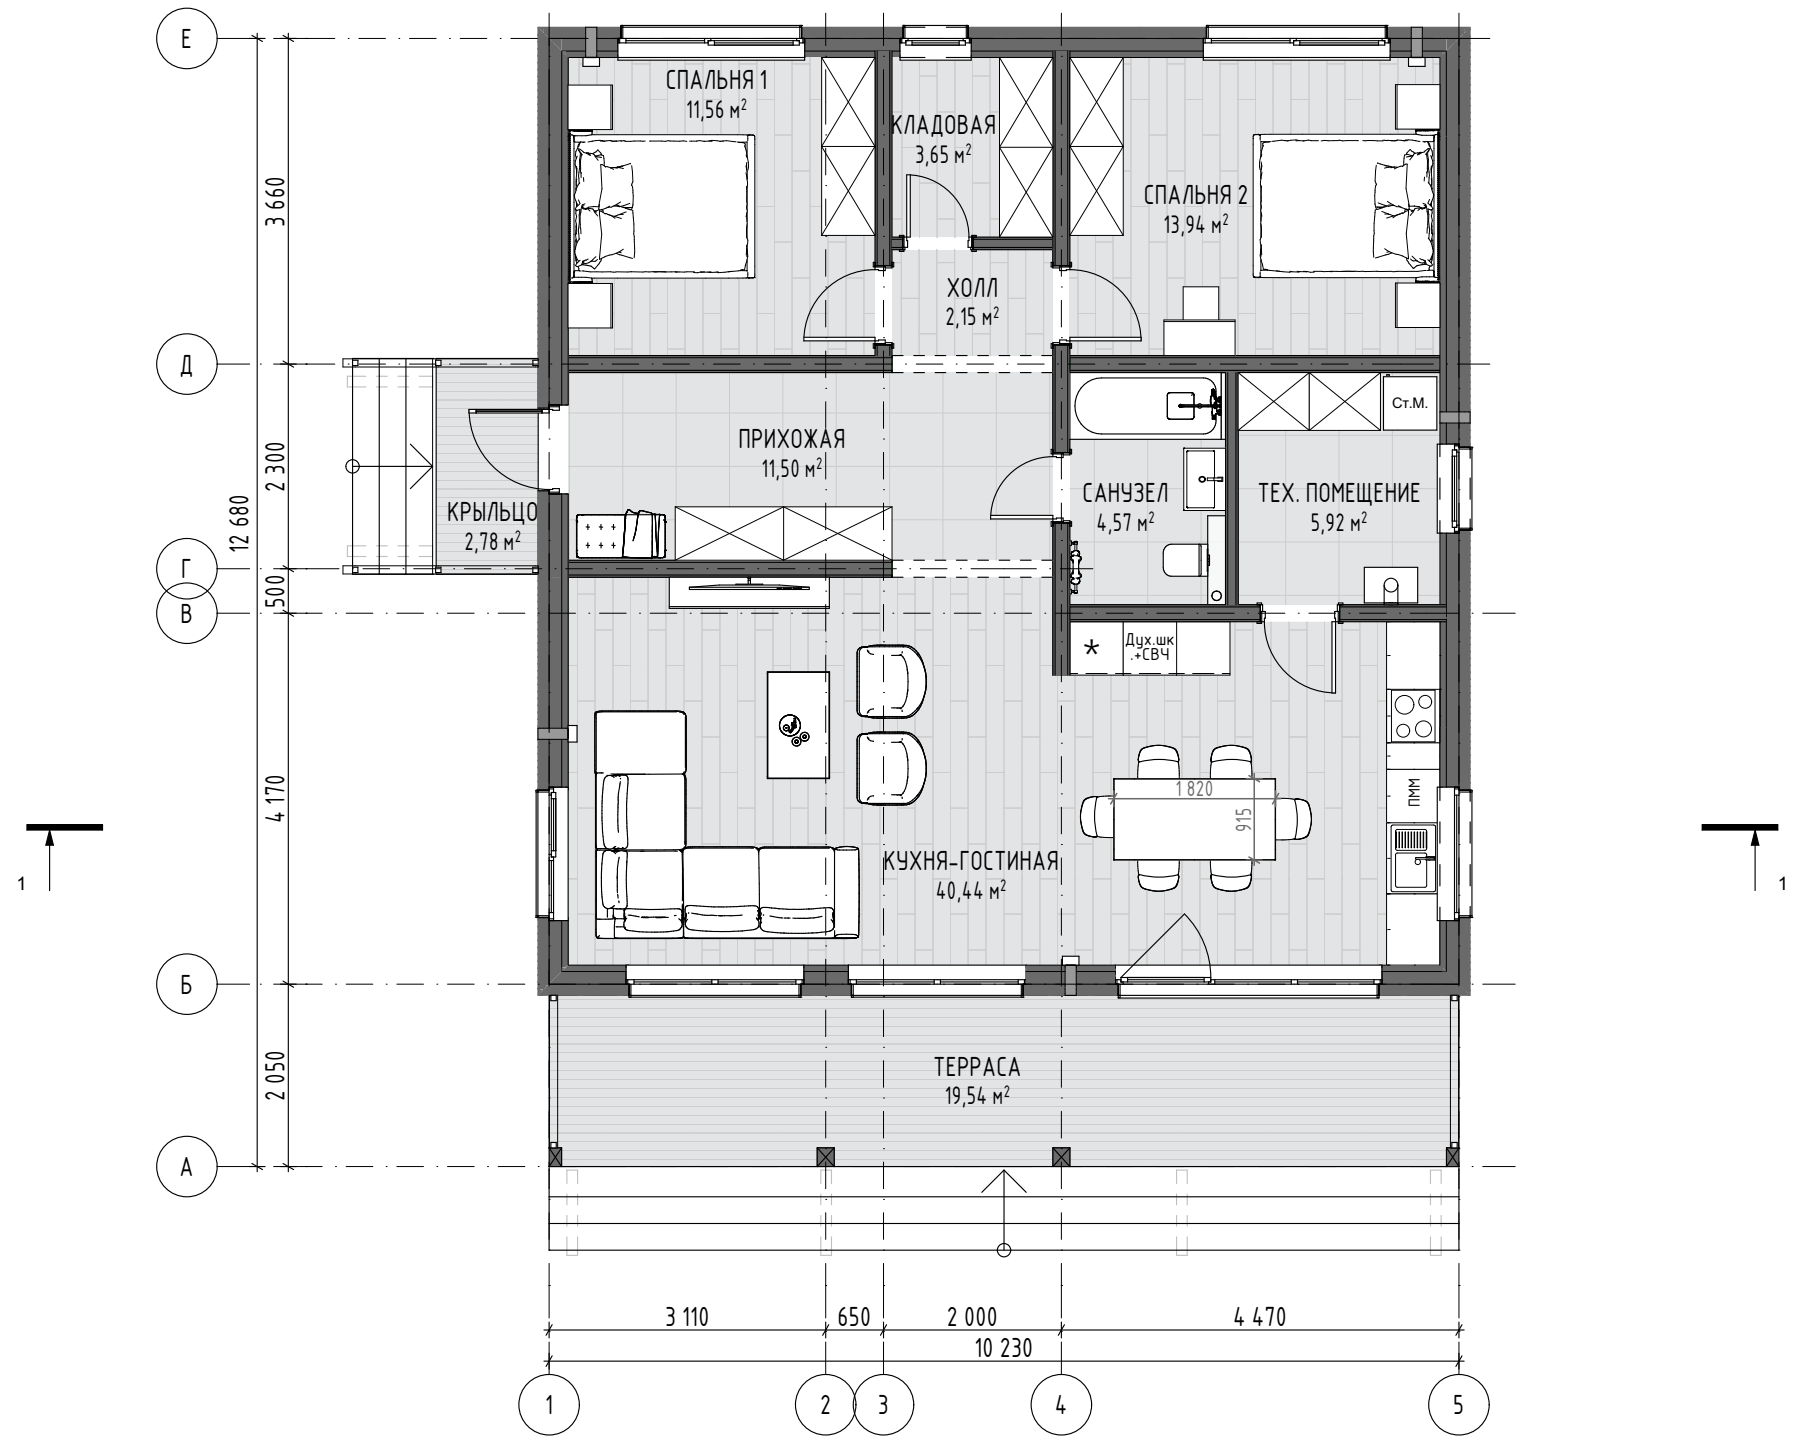 Е
СПАЛЬНЯ 1
11,56 м²
КЛАДОВАЯ
3,65 м²
СПАЛЬНЯ 2
13,94 м²
3 660
ХОЛЛ
2,15 м²
Д
Ст.М.
ПРИХОЖАЯ
11,50 м²
2 300
КРЫЛЬЦО
2,78 м²
САНУЗЕЛ
4,57 м²
ТЕХ. ПОМЕЩЕНИЕ
5,92 м²
12 680
Г
500
В
*
Дух.шк
.+СВЧ
4 170
1 820
915
ПММ
КУХНЯ-ГОСТИНАЯ
40,44 м²
1
1
Б
2 050
ТЕРРАСА
19,54 м²
А
3 110
650
2 000
4 470
10 230
1
2
3
4
5